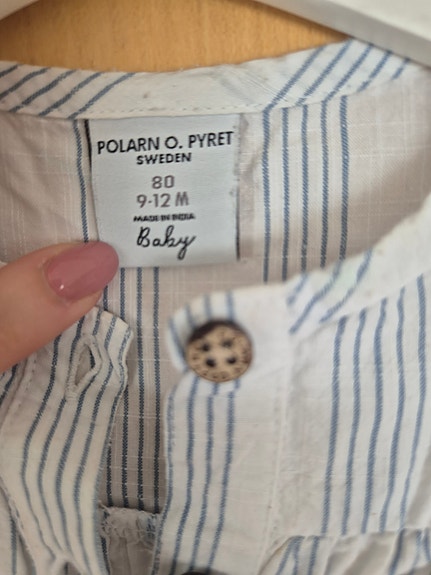 POLARN O. PYRET
SWEDEN
80
9-12 M
MADE IN INDIA
Baby